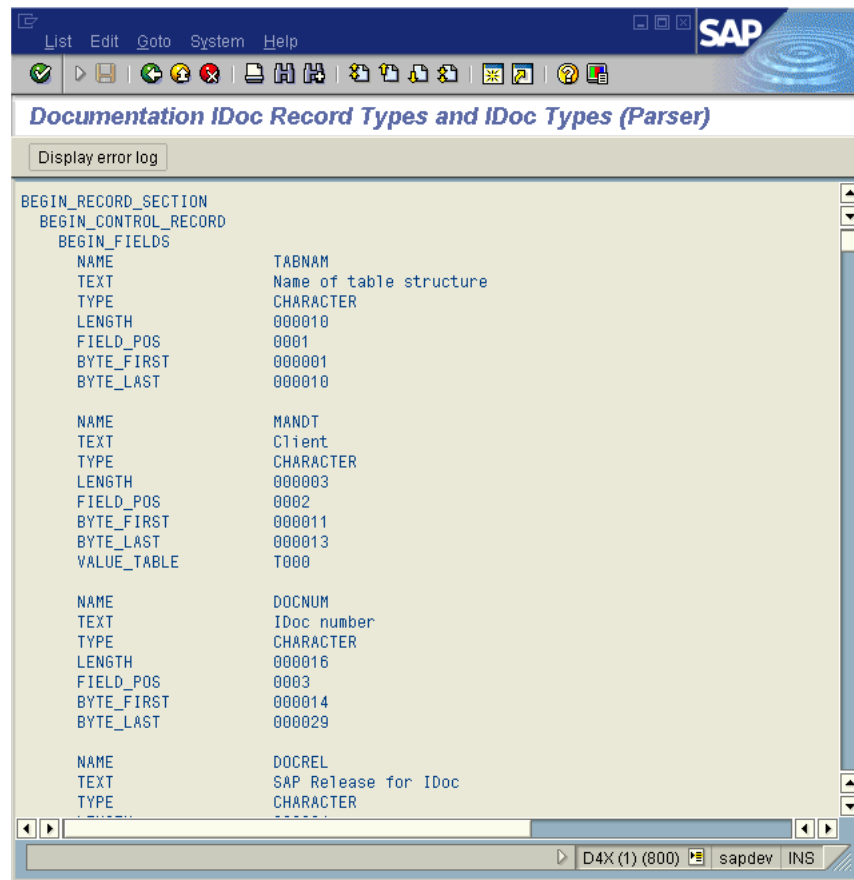 List Edit Goto System Help
SAP
Documentation IDoc Record Types and IDoc Types (Parser)
Display error log
BEGIN_RECORD_SECTION
BEGIN_CONTROL_RECORD
BEGIN_FIELDS
NAME TABNAM
TEXT Name of table structure
TYPE CHARACTER
LENGTH 000010
FIELD_POS 0001
BYTE_FIRST 000001
BYTE_LAST 000010
NAME MANDT
TEXT Client
TYPE CHARACTER
LENGTH 000003
FIELD_POS 0002
BYTE_FIRST 000011
BYTE_LAST 000013
VALUE_TABLE T000
NAME DOCNUM
TEXT IDoc number
TYPE CHARACTER
LENGTH 000016
FIELD_POS 0003
BYTE_FIRST 000014
BYTE_LAST 000029
NAME DOCREL
TEXT SAP Release for IDoc
TYPE CHARACTER
D4X (1) (800) sapdev INS